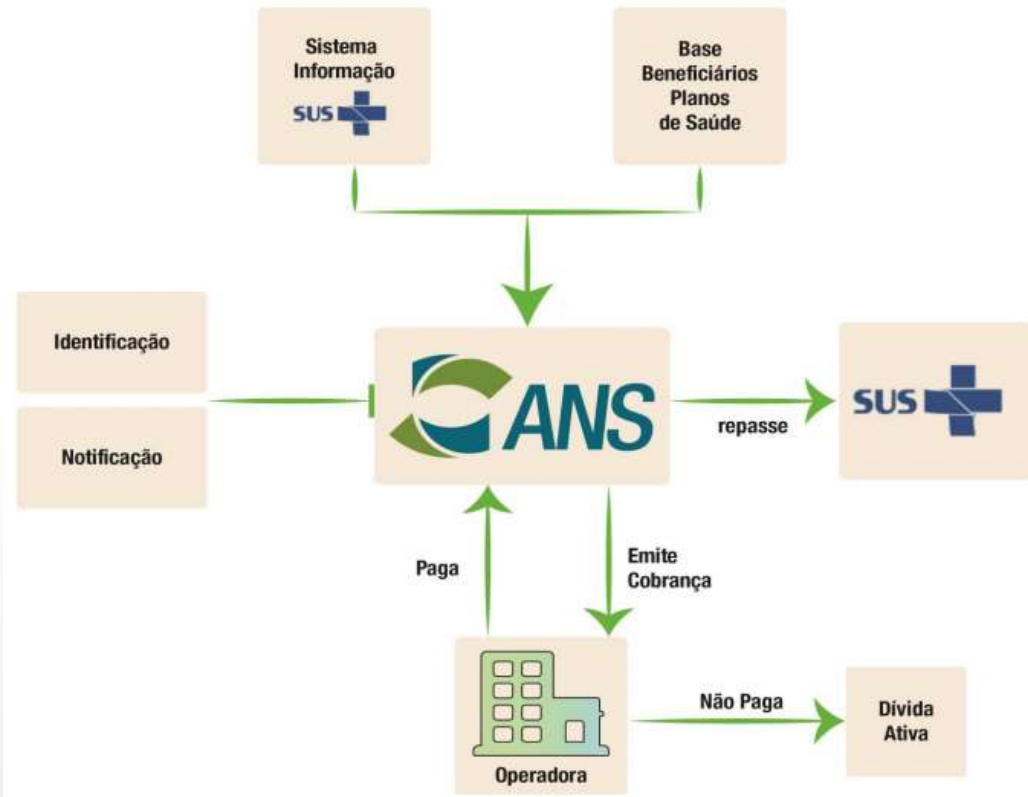 Sistema
Informação
SUS
Base
Beneficiários
Planos
de Saúde
Identificação
Notificação
ANS
repasse
SUS
Paga
Emite
Cobrança
Operadora
Não Paga
Dívida
Ativa